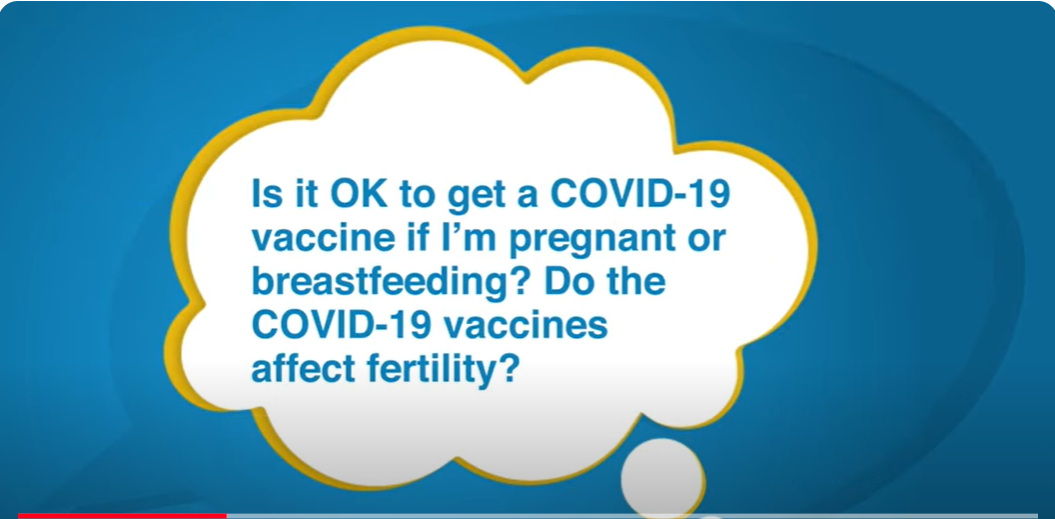 Is it OK to get a COVID-19
vaccine if I’m pregnant or
breastfeeding? Do the
COVID-19 vaccines
affect fertility?